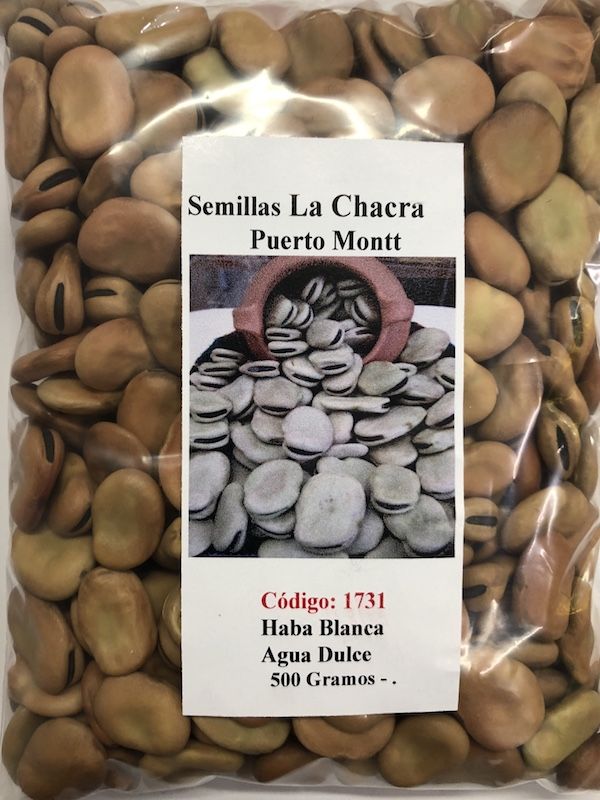 Semillas La Chacra
Puerto Montt
Código: 1731
Haba Blanca
Agua Dulce
500 Gramos - .